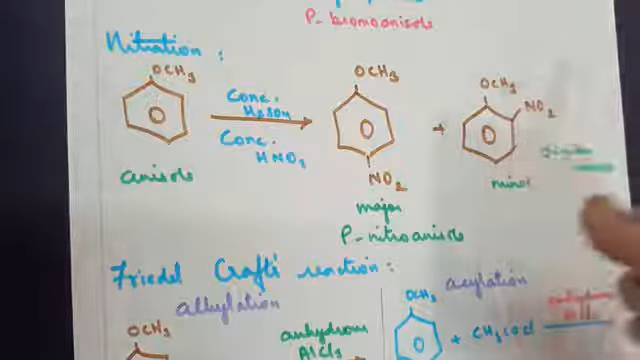 P-bromoanisole
Nitration :
OCH3
Conc. H2SO4
Conc. HNO3
anisole
OCH3
NO2
major
P-nitroanisole
+
OCH3
NO2
minor
Friedel Crafts reaction :
alkylation
OCH3
anhydrous
AlCl3
acylation
OCH3
+ CH3COCl